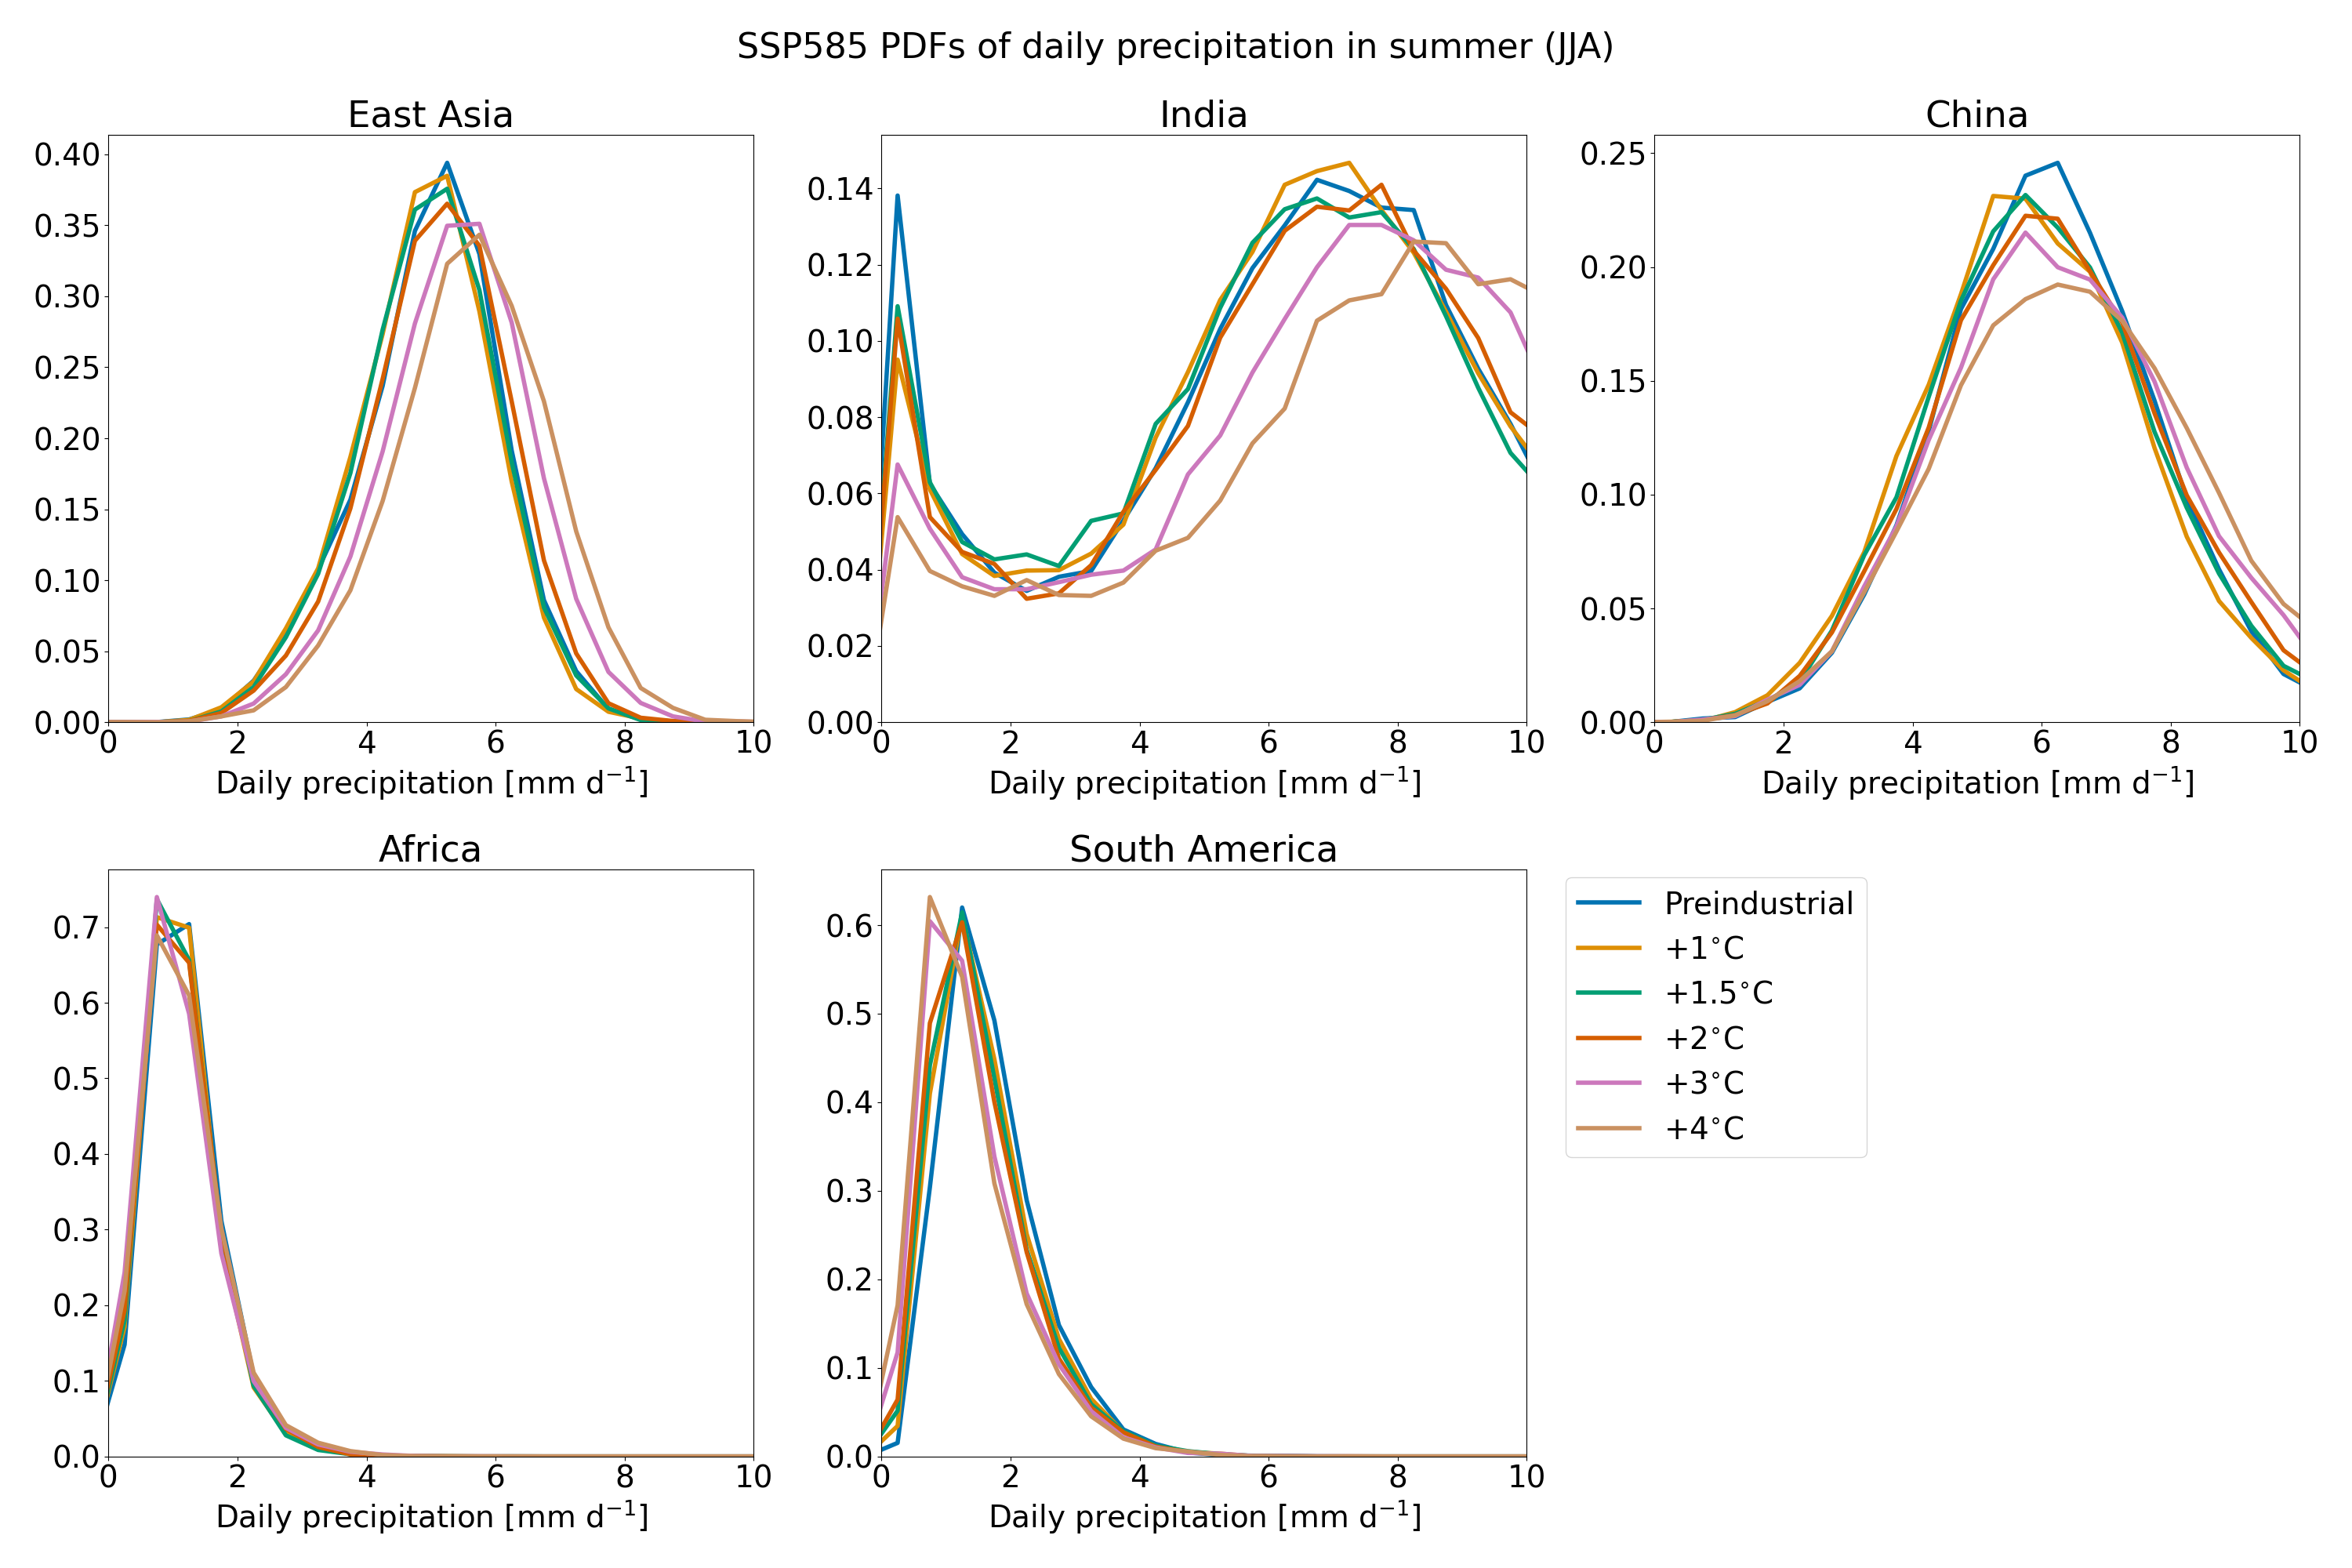 SSP585 PDFs of daily precipitation in summer (JJA)
East Asia
0.40
0.35
0.30
0.25
0.20
0.15
0.10
0.05
0.00
0 2 4 6 8 10
Daily precipitation [mm d⁻¹]
India
0.14
0.12
0.10
0.08
0.06
0.04
0.02
0.00
0 2 4 6 8 10
Daily precipitation [mm d⁻¹]
China
0.25
0.20
0.15
0.10
0.05
0.00
0 2 4 6 8 10
Daily precipitation [mm d⁻¹]
Africa
0.7
0.6
0.5
0.4
0.3
0.2
0.1
0.0
0 2 4 6 8 10
Daily precipitation [mm d⁻¹]
South America
0.6
0.5
0.4
0.3
0.2
0.1
0.0
0 2 4 6 8 10
Daily precipitation [mm d⁻¹]
Preindustrial
+1°C
+1.5°C
+2°C
+3°C
+4°C